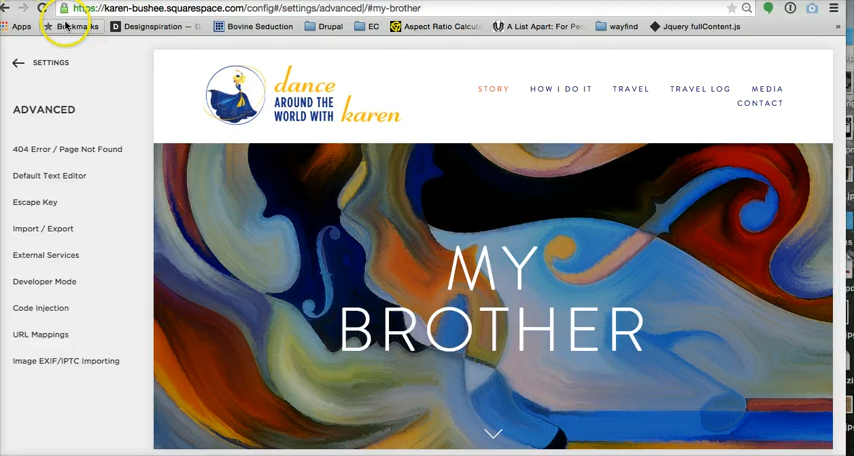 https://karen-bushee.squarespace.com/config#/settings/advanced|/#my-brother
Apps Bookmarks Designspiration — D Bovine Seduction Drupal EC Aspect Ratio Calcula A List Apart: For Pe wayfind Jquery fullContent.js »
SETTINGS
ADVANCED
404 Error / Page Not Found
Default Text Editor
Escape Key
Import / Export
External Services
Developer Mode
Code Injection
URL Mappings
Image EXIF/IPTC Importing
dance
AROUND THE
WORLD WITH karen
STORY HOW I DO IT TRAVEL TRAVEL LOG MEDIA
CONTACT
MY
BROTHER